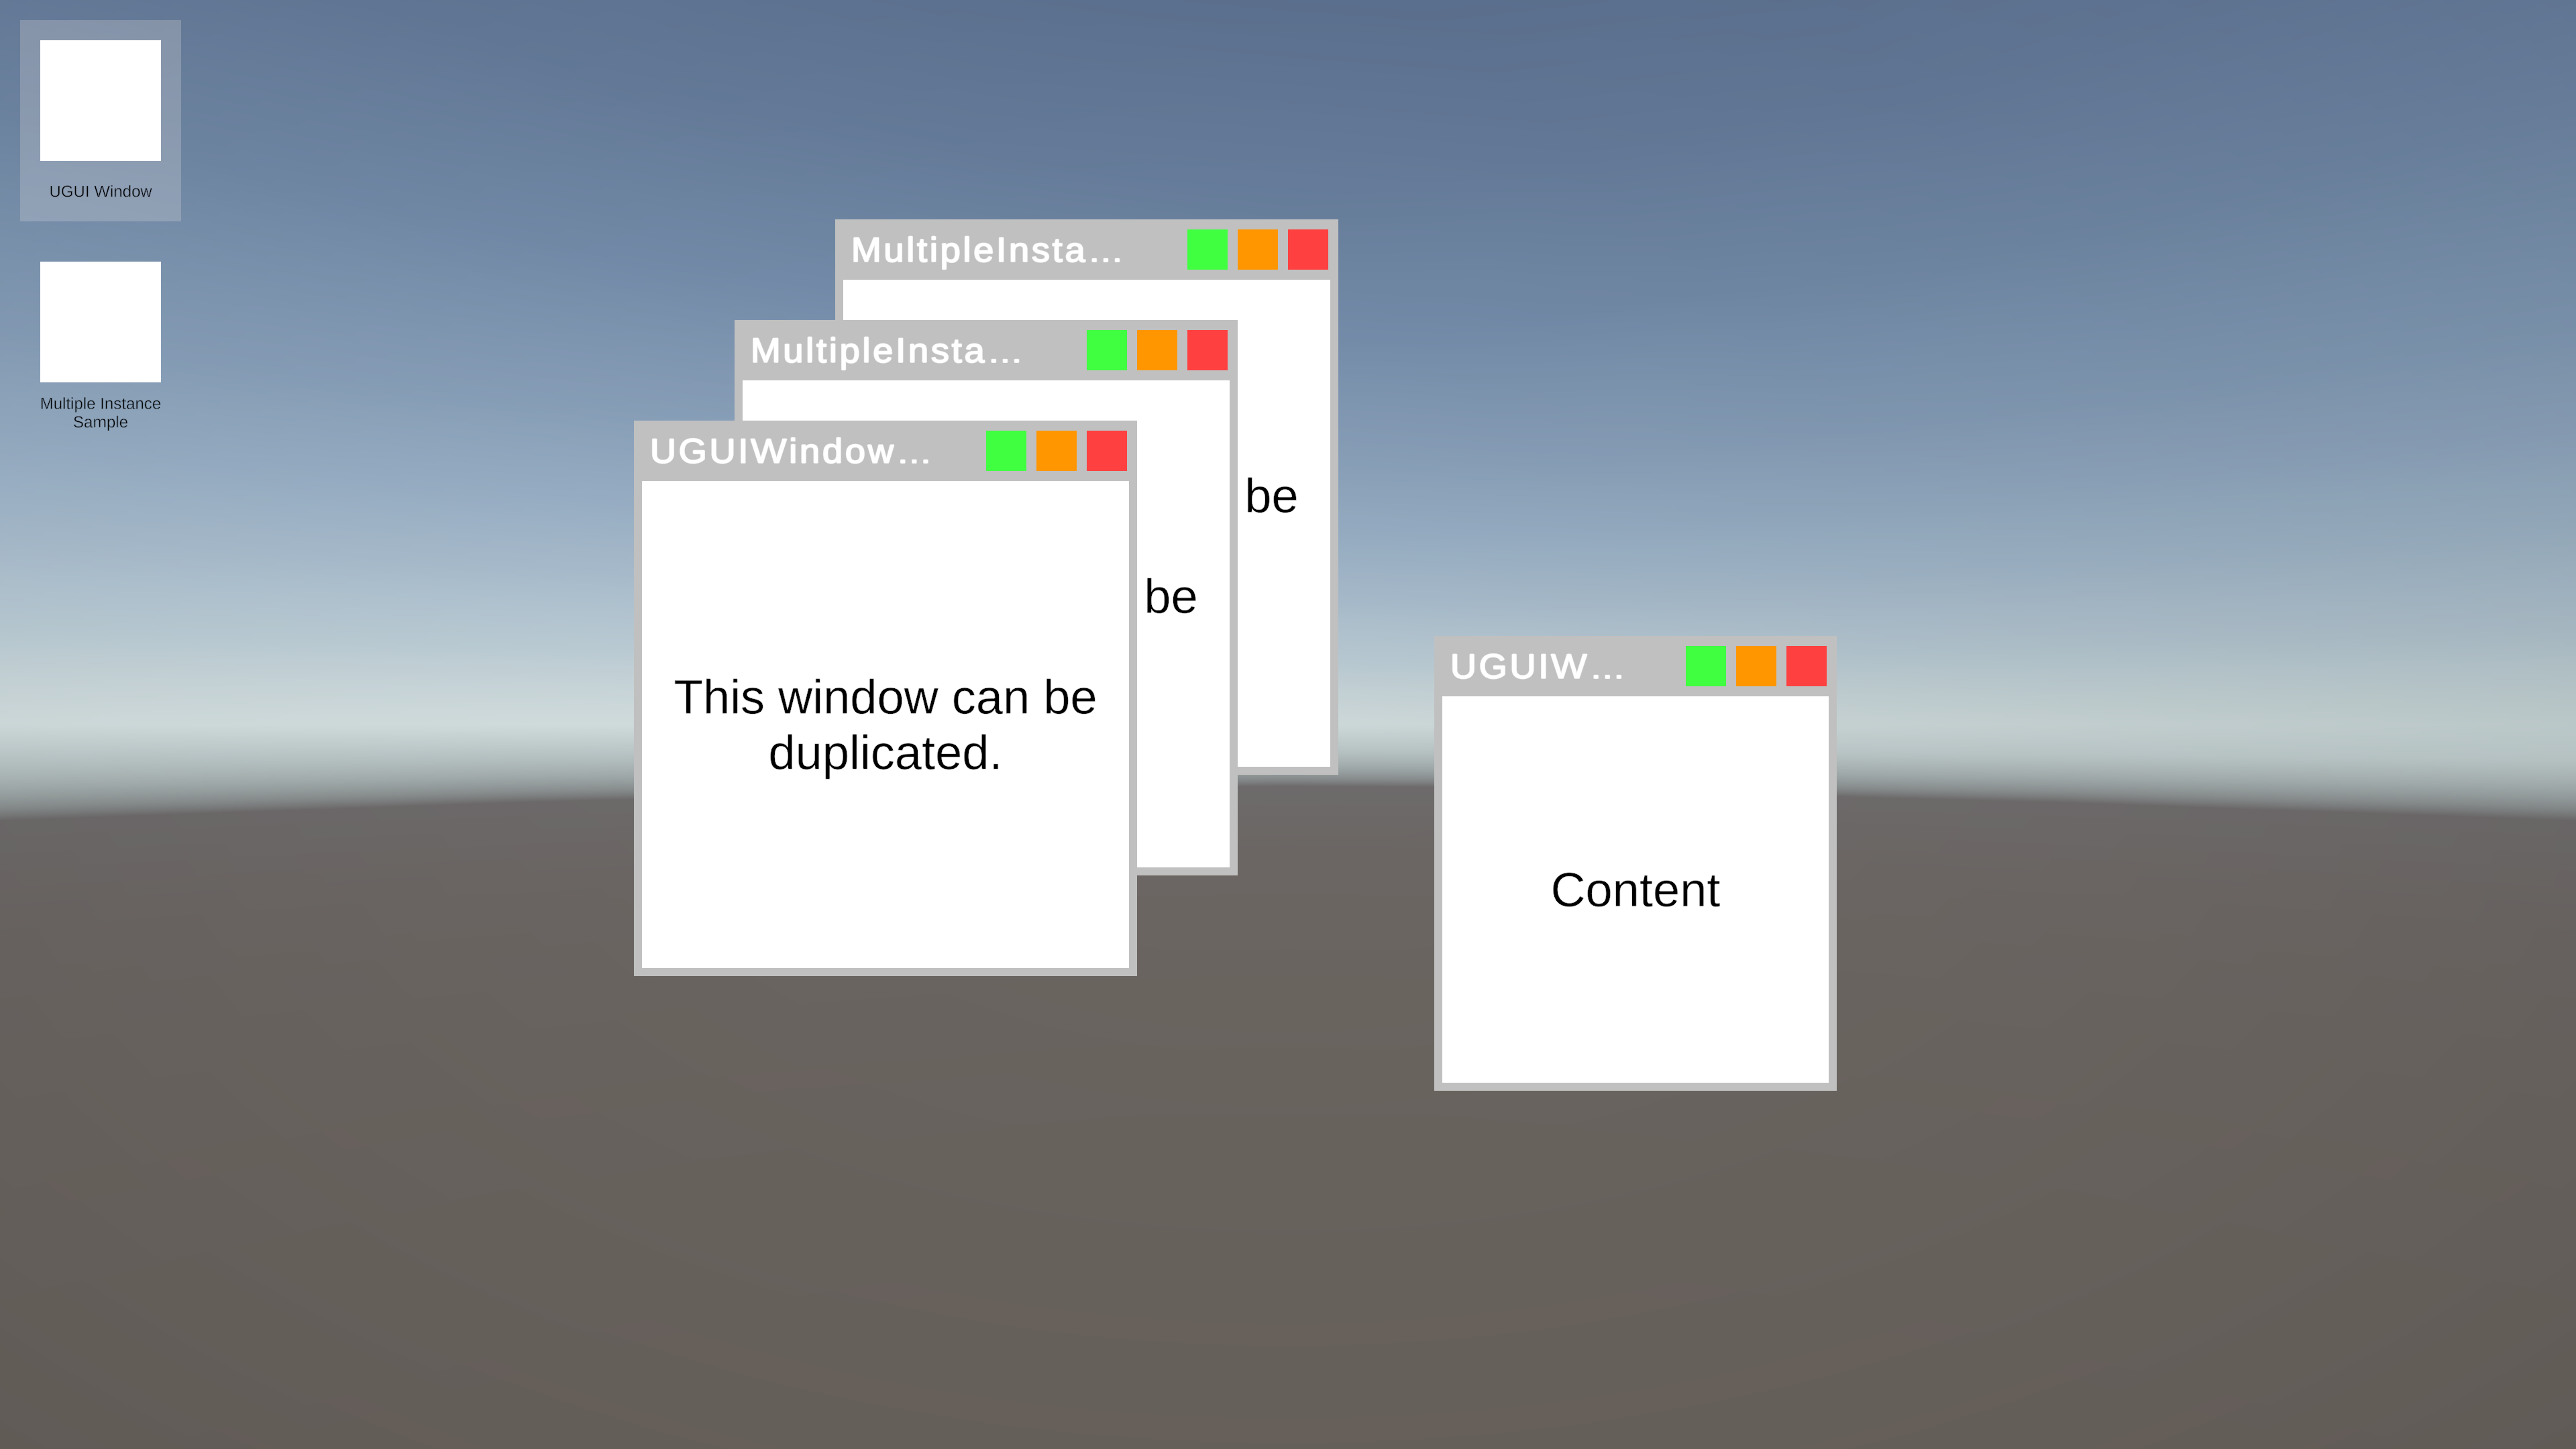 UGUI Window
Multiple Instance
Sample
MultipleInsta...
be
MultipleInsta...
be
UGUIWindow...
This window can be
duplicated.
UGUIW...
Content